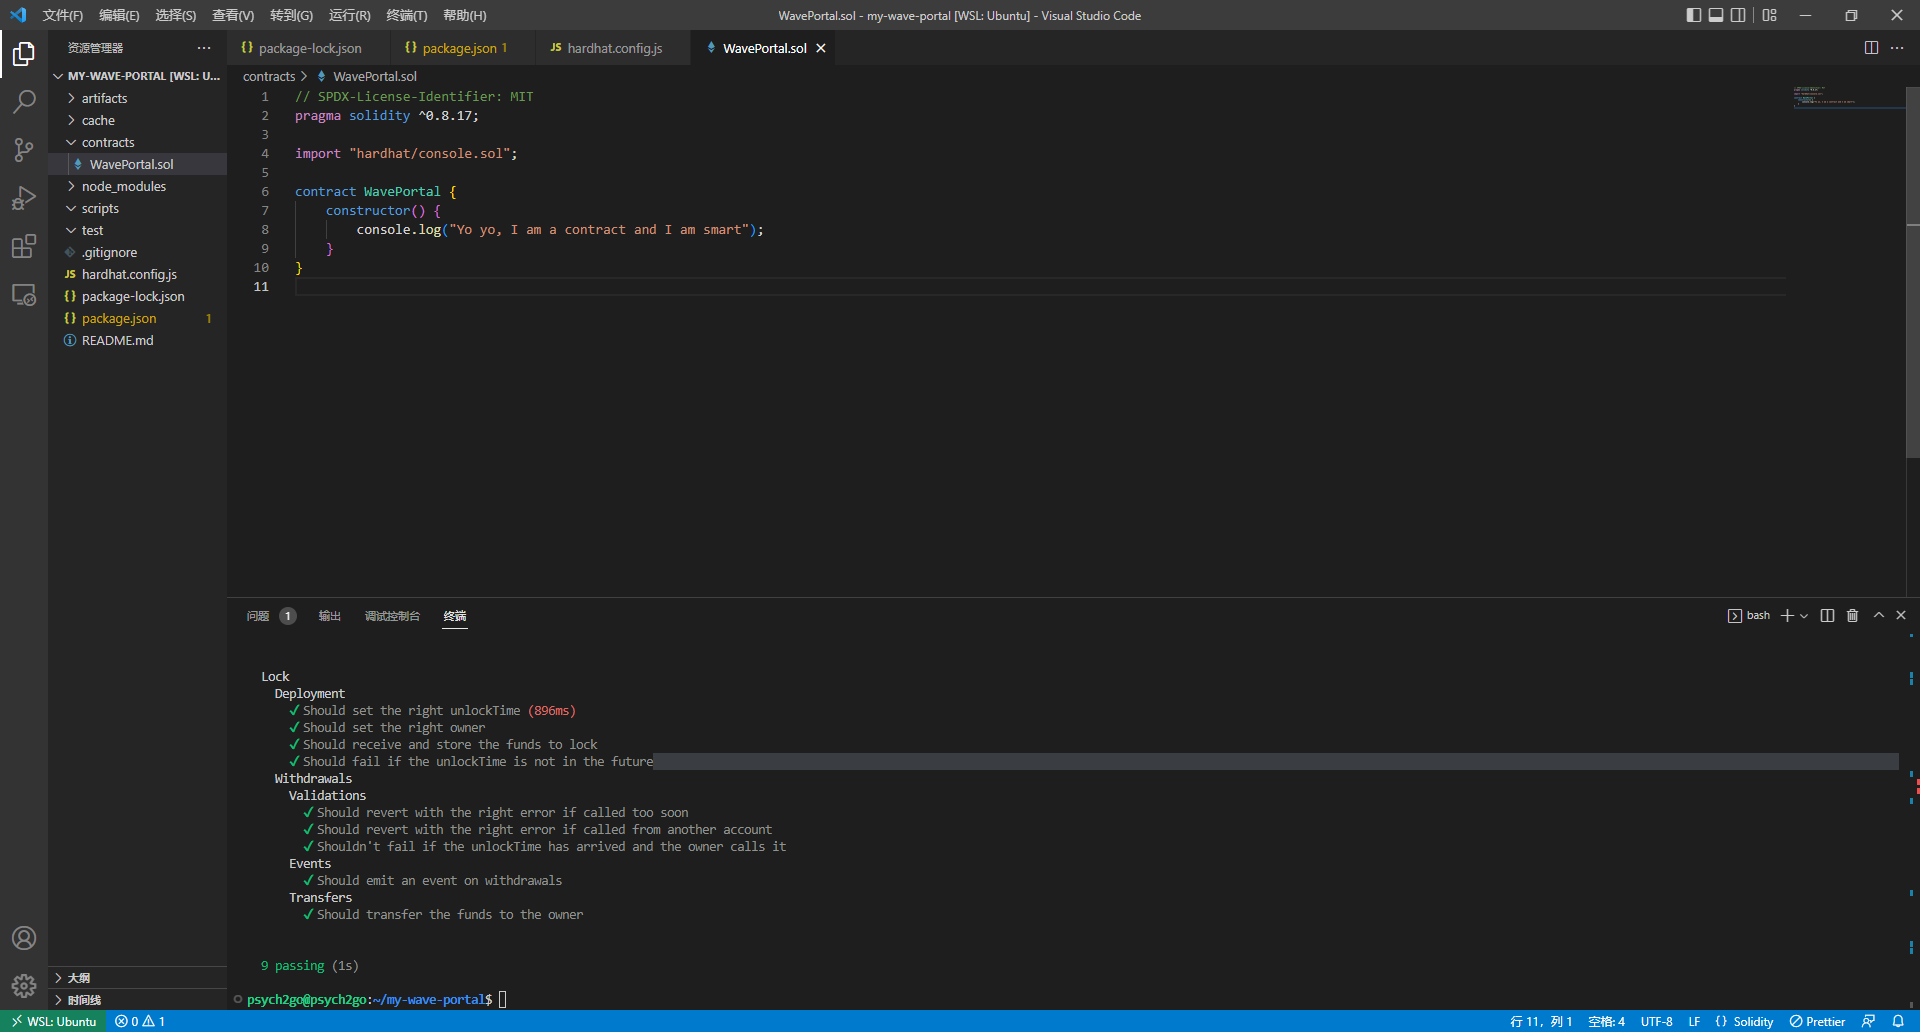 文件(F) 编辑(E) 选择(S) 查看(V) 转到(G) 运行(R) 终端(T) 帮助(H) WavePortal.sol - my-wave-portal [WSL: Ubuntu] - Visual Studio Code
资源管理器 ···
MY-WAVE-PORTAL [WSL: U...
artifacts
cache
contracts
WavePortal.sol
node_modules
scripts
test
.gitignore
JS hardhat.config.js
{} package-lock.json
{} package.json 1
README.md
大纲
时间线
{} package-lock.json {} package.json 1 JS hardhat.config.js WavePortal.sol
contracts > WavePortal.sol
1 // SPDX-License-Identifier: MIT
2 pragma solidity ^0.8.17;
3
4 import "hardhat/console.sol";
5
6 contract WavePortal {
7 constructor() {
8 console.log("Yo yo, I am a contract and I am smart");
9 }
10 }
11
问题 1 输出 调试控制台 终端 bash
Lock
Deployment
✓ Should set the right unlockTime (896ms)
✓ Should set the right owner
✓ Should receive and store the funds to lock
✓ Should fail if the unlockTime is not in the future
Withdrawals
Validations
✓ Should revert with the right error if called too soon
✓ Should revert with the right error if called from another account
✓ Shouldn't fail if the unlockTime has arrived and the owner calls it
Events
✓ Should emit an event on withdrawals
Transfers
✓ Should transfer the funds to the owner
9 passing (1s)
psych2go@psych2go:~/my-wave-portal$
WSL: Ubuntu 0 1 行 11，列 1 空格: 4 UTF-8 LF {} Solidity Prettier